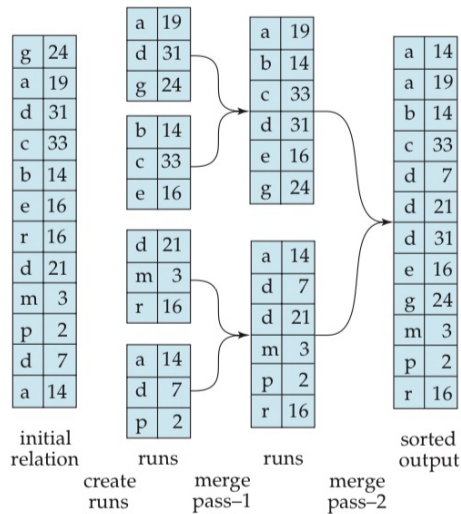 g 24
a 19
d 31
c 33
b 14
e 16
r 16
d 21
m 3
p 2
d 7
a 14
initial
relation
a 19
d 31
g 24
b 14
c 33
e 16
d 21
m 3
r 16
a 14
d 7
p 2
runs
create
runs
a 19
b 14
c 33
d 31
e 16
g 24
a 14
d 7
d 21
m 3
p 2
r 16
runs
merge
pass–1
a 14
a 19
b 14
c 33
d 7
d 21
d 31
e 16
g 24
m 3
p 2
r 16
sorted
output
merge
pass–2